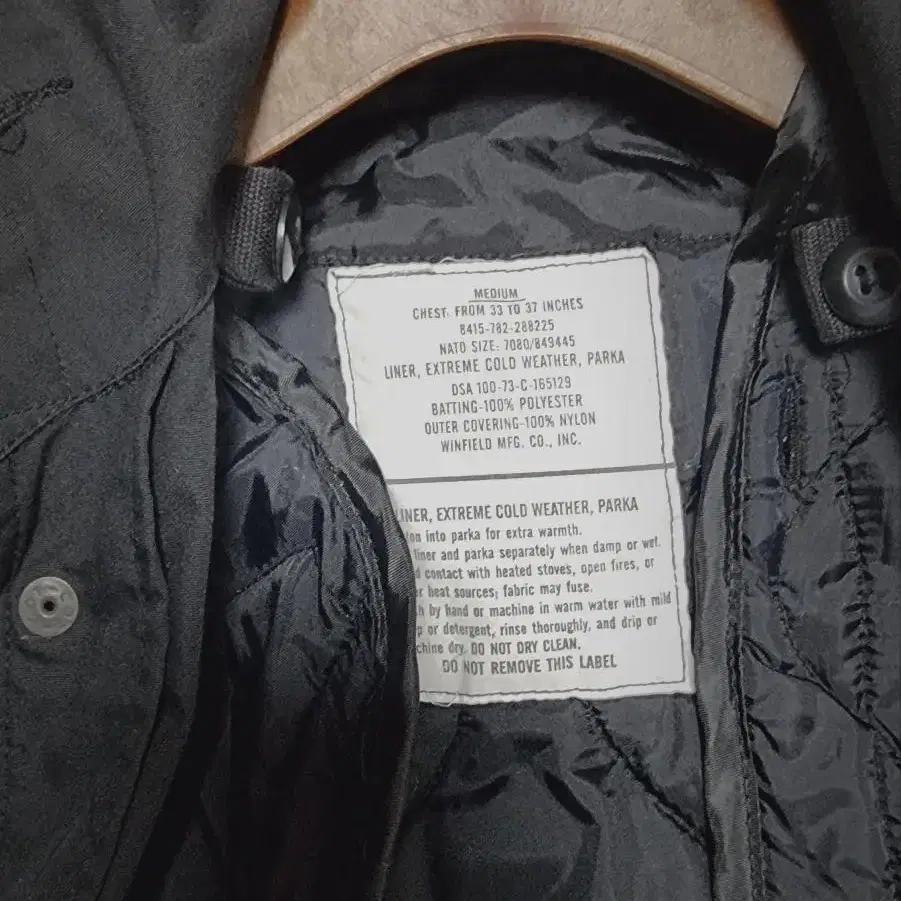 MEDIUM
CHEST: FROM 33 TO 37 INCHES
8415-782-288225
NATO SIZE: 7080/849445
LINER, EXTREME COLD WEATHER, PARKA
DSA 100-73-C-165129
BATTING-100% POLYESTER
OUTER COVERING-100% NYLON
WINFIELD MFG. CO., INC.
LINER, EXTREME COLD WEATHER, PARKA
into parka for extra warmth.
liner and parka separately when damp or wet.
contact with heated stoves, open fires, or
heat sources; fabric may fuse.
by hand or machine in warm water with mild
or detergent, rinse thoroughly, and drip or
dry. DO NOT DRY CLEAN.
DO NOT REMOVE THIS LABEL